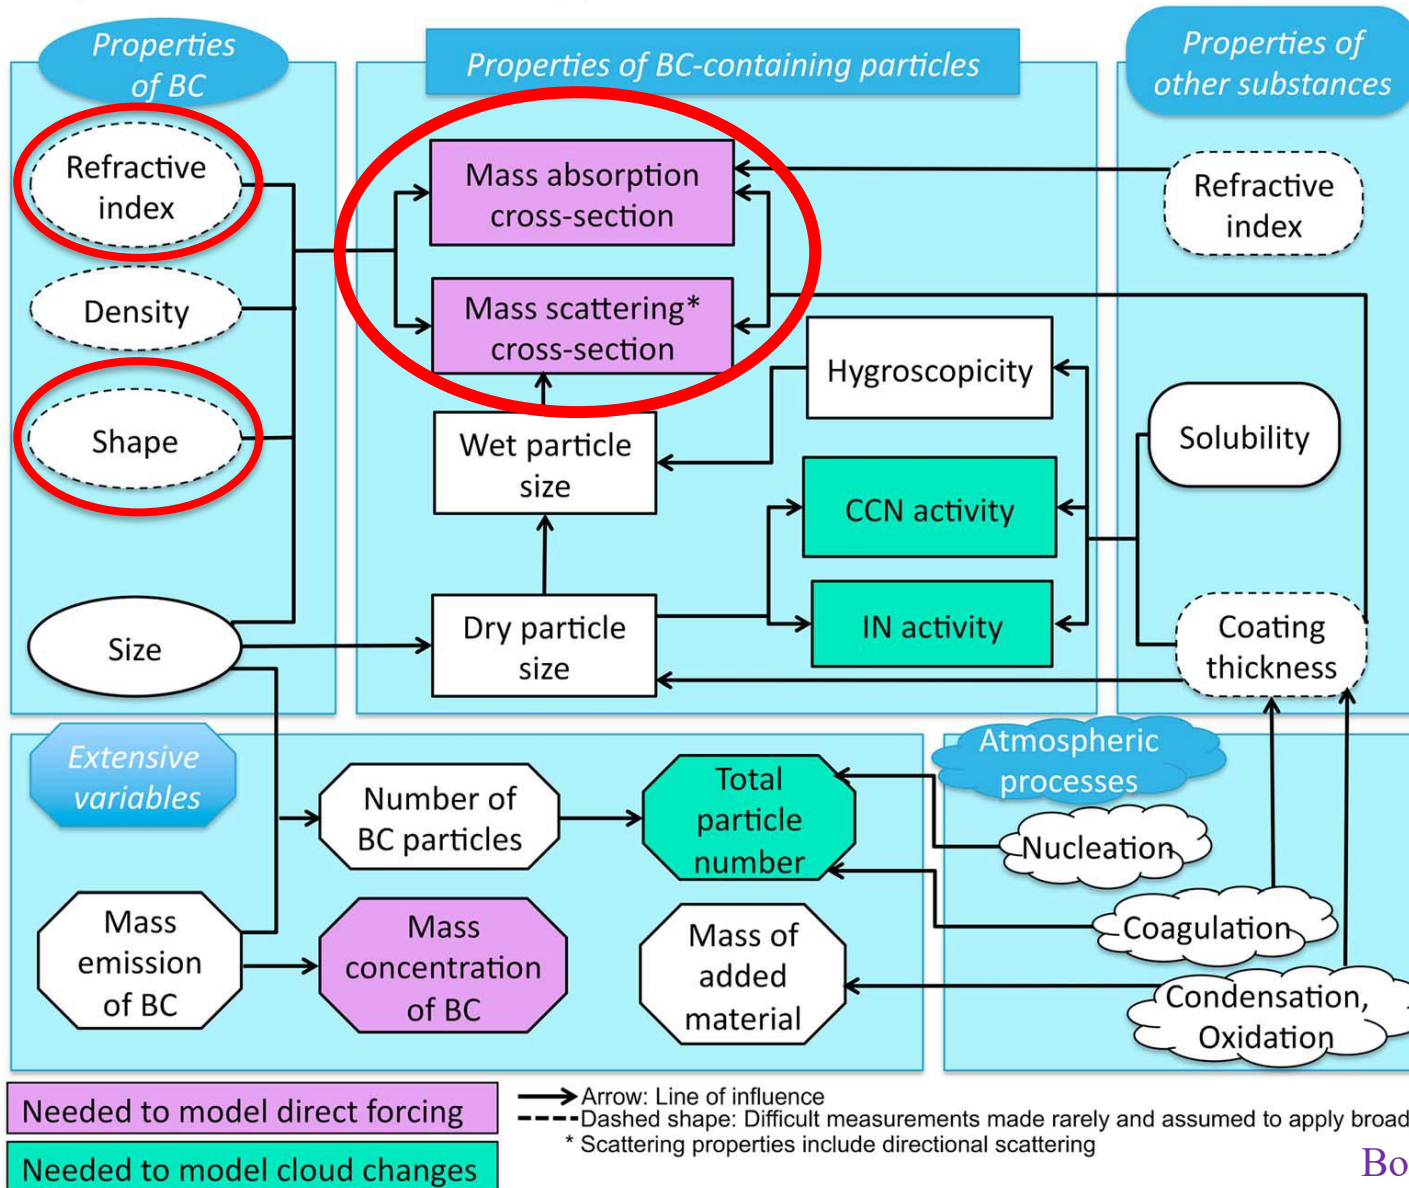 Properties
of BC
Properties of BC-containing particles
Properties of
other substances
Refractive
index
Density
Shape
Size
Mass absorption
cross-section
Mass scattering*
cross-section
Wet particle
size
Dry particle
size
Hygroscopicity
CCN activity
IN activity
Refractive
index
Solubility
Coating
thickness
Extensive
variables
Number of
BC particles
Total
particle
number
Mass
emission
of BC
Mass
concentration
of BC
Mass of
added
material
Atmospheric
processes
Nucleation
Coagulation
Condensation,
Oxidation
Needed to model direct forcing
Needed to model cloud changes
Arrow: Line of influence
Dashed shape: Difficult measurements made rarely and assumed to apply broad
* Scattering properties include directional scattering
Bo